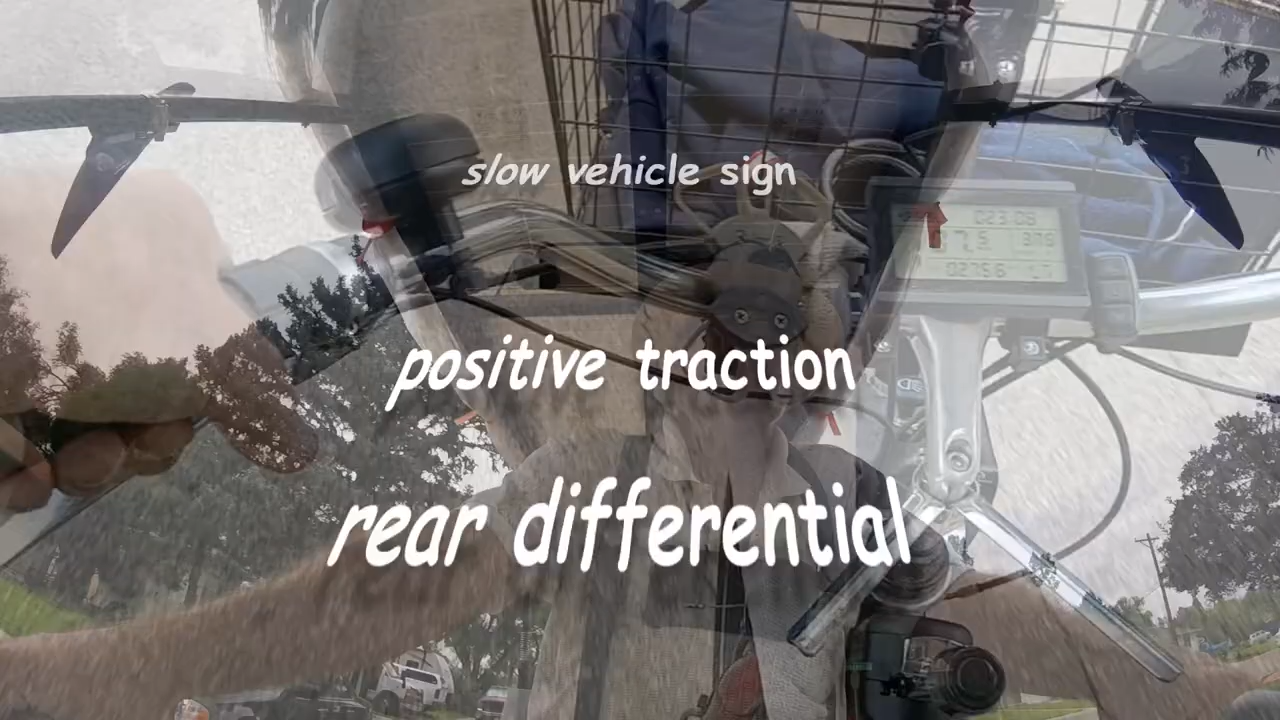 slow vehicle sign
positive traction
rear differential